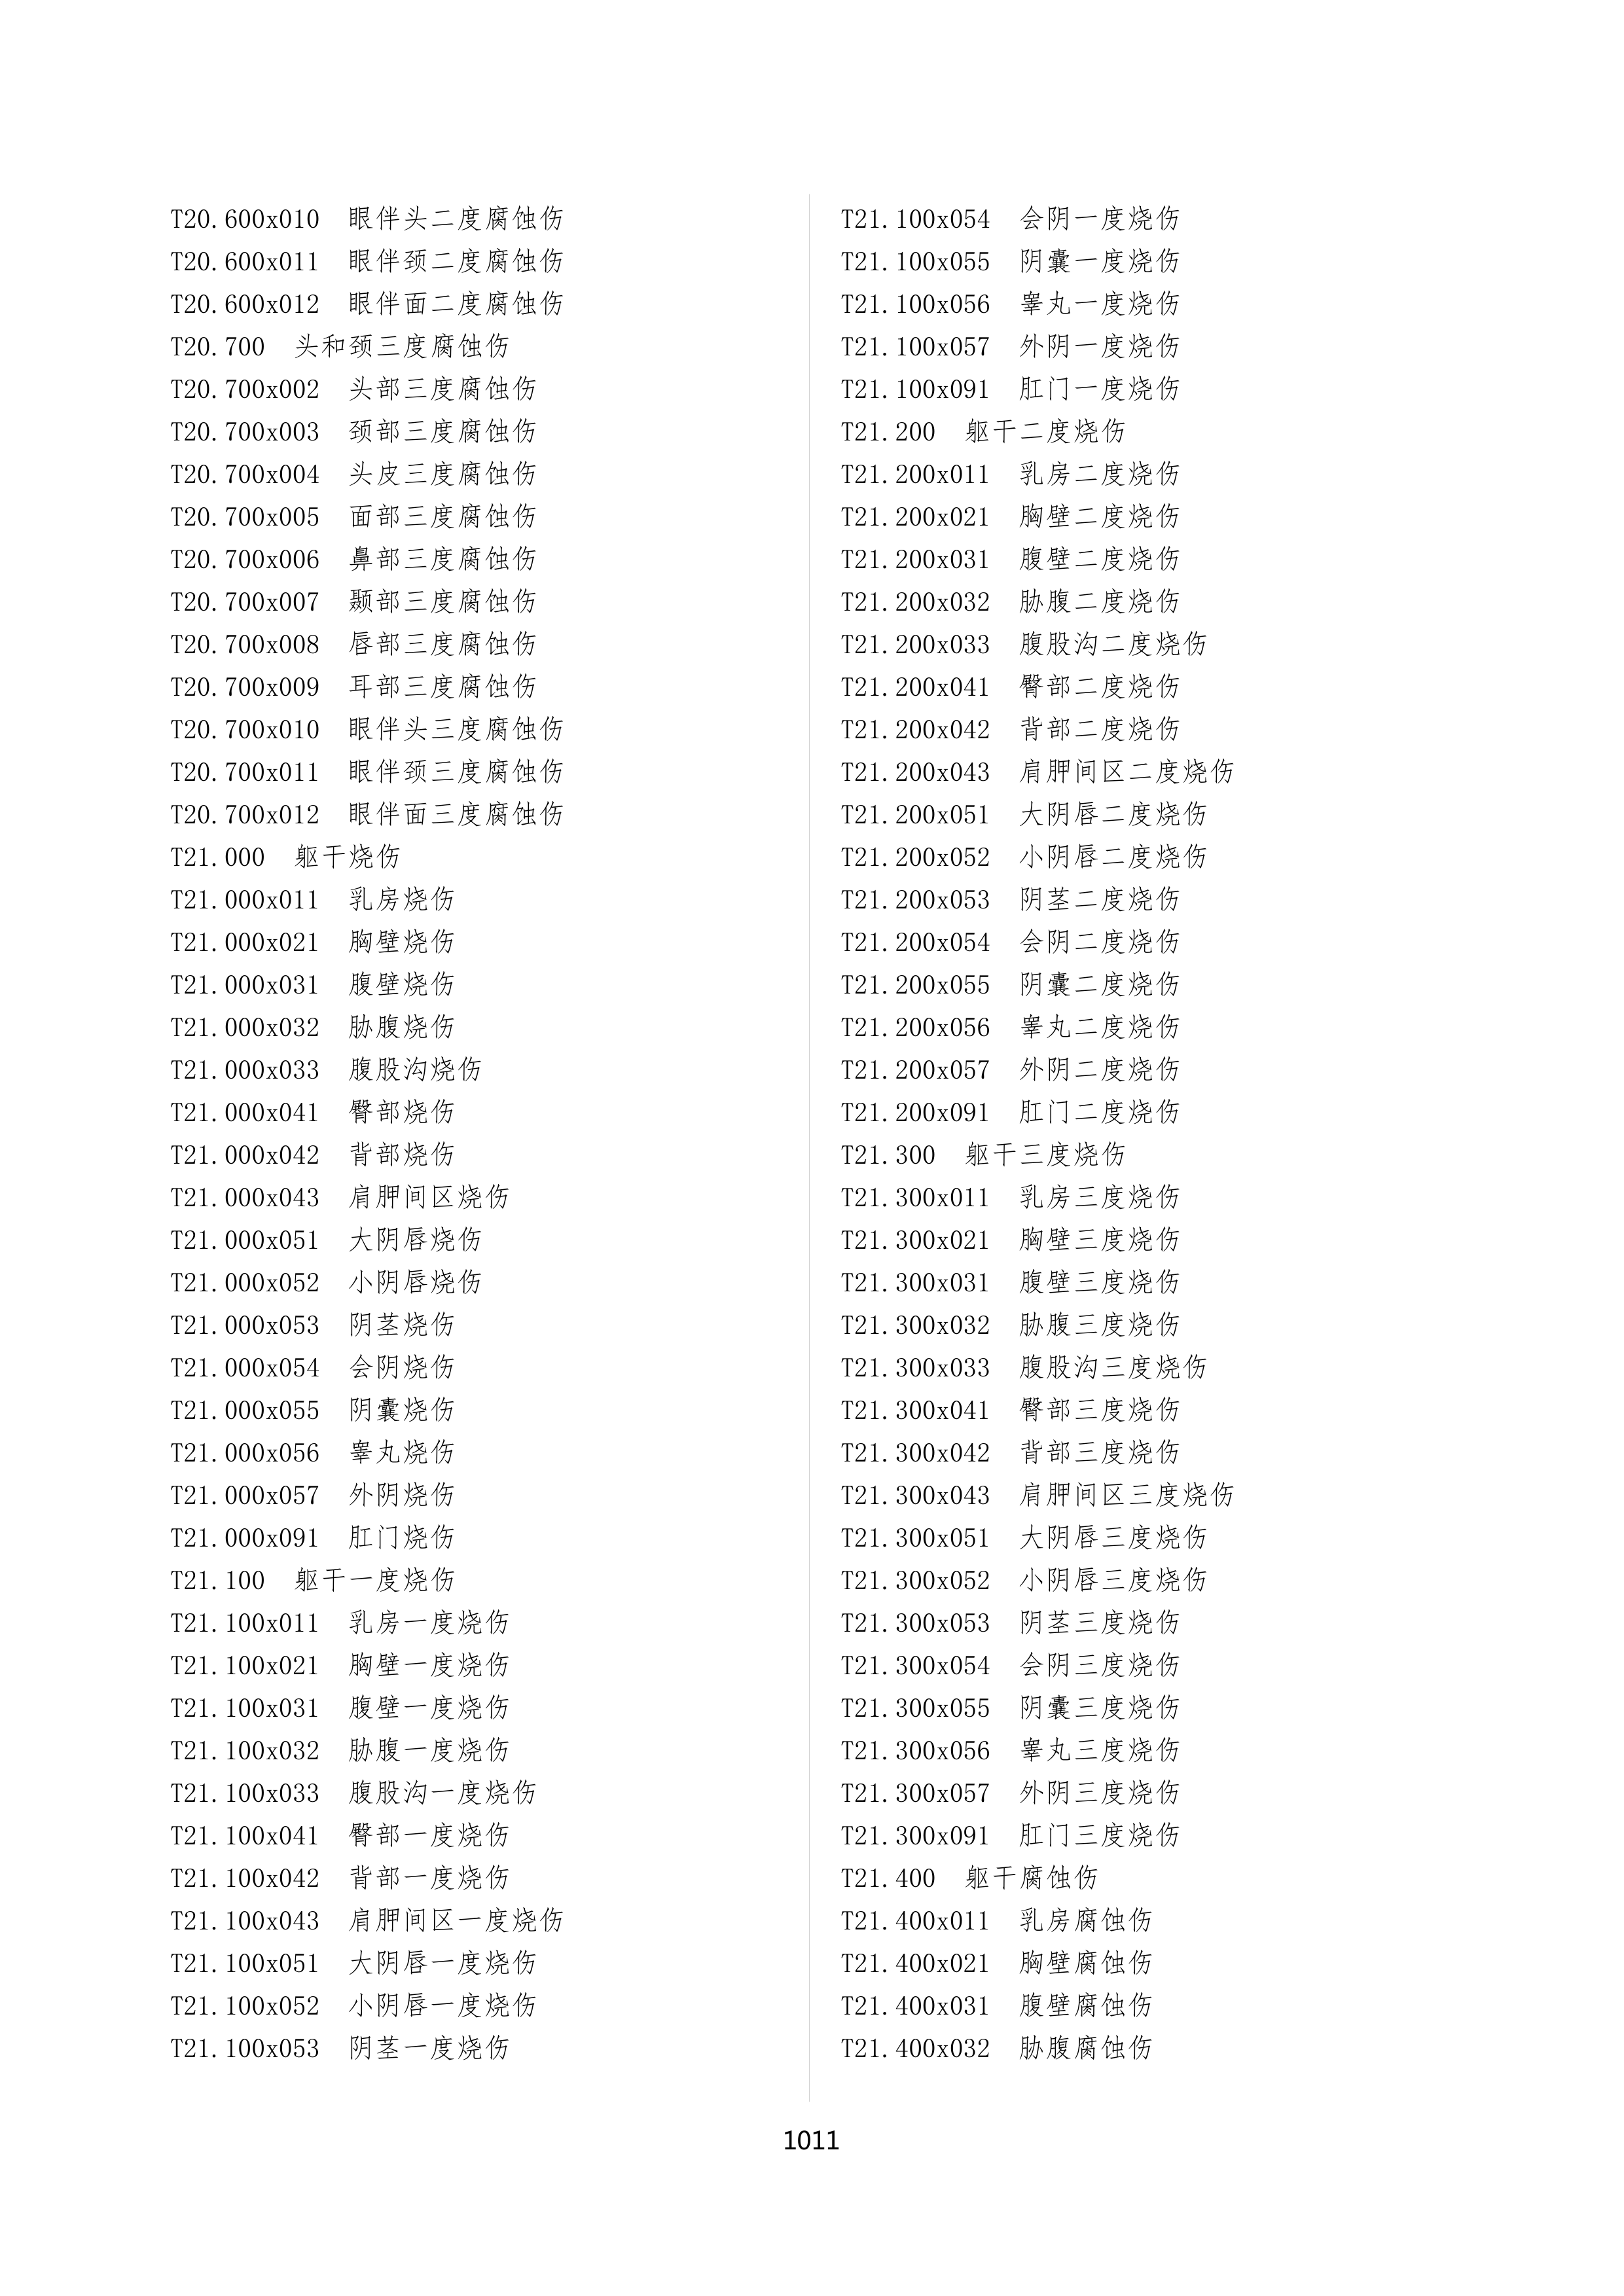 T20.600x010 眼伴头二度腐蚀伤
T20.600x011 眼伴颈二度腐蚀伤
T20.600x012 眼伴面二度腐蚀伤
T20.700 头和颈三度腐蚀伤
T20.700x002 头部三度腐蚀伤
T20.700x003 颈部三度腐蚀伤
T20.700x004 头皮三度腐蚀伤
T20.700x005 面部三度腐蚀伤
T20.700x006 鼻部三度腐蚀伤
T20.700x007 颞部三度腐蚀伤
T20.700x008 唇部三度腐蚀伤
T20.700x009 耳部三度腐蚀伤
T20.700x010 眼伴头三度腐蚀伤
T20.700x011 眼伴颈三度腐蚀伤
T20.700x012 眼伴面三度腐蚀伤
T21.000 躯干烧伤
T21.000x011 乳房烧伤
T21.000x021 胸壁烧伤
T21.000x031 腹壁烧伤
T21.000x032 胁腹烧伤
T21.000x033 腹股沟烧伤
T21.000x041 臀部烧伤
T21.000x042 背部烧伤
T21.000x043 肩胛间区烧伤
T21.000x051 大阴唇烧伤
T21.000x052 小阴唇烧伤
T21.000x053 阴茎烧伤
T21.000x054 会阴烧伤
T21.000x055 阴囊烧伤
T21.000x056 睾丸烧伤
T21.000x057 外阴烧伤
T21.000x091 肛门烧伤
T21.100 躯干一度烧伤
T21.100x011 乳房一度烧伤
T21.100x021 胸壁一度烧伤
T21.100x031 腹壁一度烧伤
T21.100x032 胁腹一度烧伤
T21.100x033 腹股沟一度烧伤
T21.100x041 臀部一度烧伤
T21.100x042 背部一度烧伤
T21.100x043 肩胛间区一度烧伤
T21.100x051 大阴唇一度烧伤
T21.100x052 小阴唇一度烧伤
T21.100x053 阴茎一度烧伤
T21.100x054 会阴一度烧伤
T21.100x055 阴囊一度烧伤
T21.100x056 睾丸一度烧伤
T21.100x057 外阴一度烧伤
T21.100x091 肛门一度烧伤
T21.200 躯干二度烧伤
T21.200x011 乳房二度烧伤
T21.200x021 胸壁二度烧伤
T21.200x031 腹壁二度烧伤
T21.200x032 胁腹二度烧伤
T21.200x033 腹股沟二度烧伤
T21.200x041 臀部二度烧伤
T21.200x042 背部二度烧伤
T21.200x043 肩胛间区二度烧伤
T21.200x051 大阴唇二度烧伤
T21.200x052 小阴唇二度烧伤
T21.200x053 阴茎二度烧伤
T21.200x054 会阴二度烧伤
T21.200x055 阴囊二度烧伤
T21.200x056 睾丸二度烧伤
T21.200x057 外阴二度烧伤
T21.200x091 肛门二度烧伤
T21.300 躯干三度烧伤
T21.300x011 乳房三度烧伤
T21.300x021 胸壁三度烧伤
T21.300x031 腹壁三度烧伤
T21.300x032 胁腹三度烧伤
T21.300x033 腹股沟三度烧伤
T21.300x041 臀部三度烧伤
T21.300x042 背部三度烧伤
T21.300x043 肩胛间区三度烧伤
T21.300x051 大阴唇三度烧伤
T21.300x052 小阴唇三度烧伤
T21.300x053 阴茎三度烧伤
T21.300x054 会阴三度烧伤
T21.300x055 阴囊三度烧伤
T21.300x056 睾丸三度烧伤
T21.300x057 外阴三度烧伤
T21.300x091 肛门三度烧伤
T21.400 躯干腐蚀伤
T21.400x011 乳房腐蚀伤
T21.400x021 胸壁腐蚀伤
T21.400x031 腹壁腐蚀伤
T21.400x032 胁腹腐蚀伤
1011